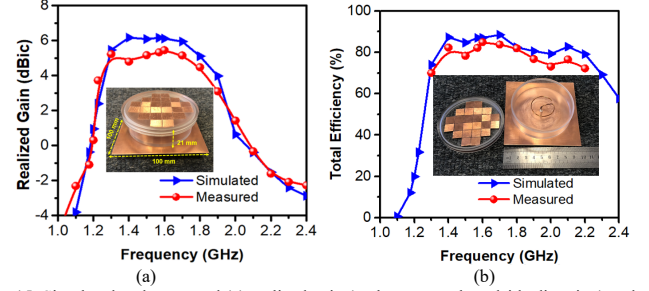 (a)
8
6
4
2
0
-2
-4
Realized Gain (dBic)
100 mm
100 mm
21 mm
Simulated
Measured
1.0 1.2 1.4 1.6 1.8 2.0 2.2 2.4
Frequency (GHz)
(a)
(b)
100
80
60
40
20
0
Total Efficiency (%)
Simulated
Measured
1.0 1.2 1.4 1.6 1.8 2.0 2.2 2.4
Frequency (GHz)
(b)